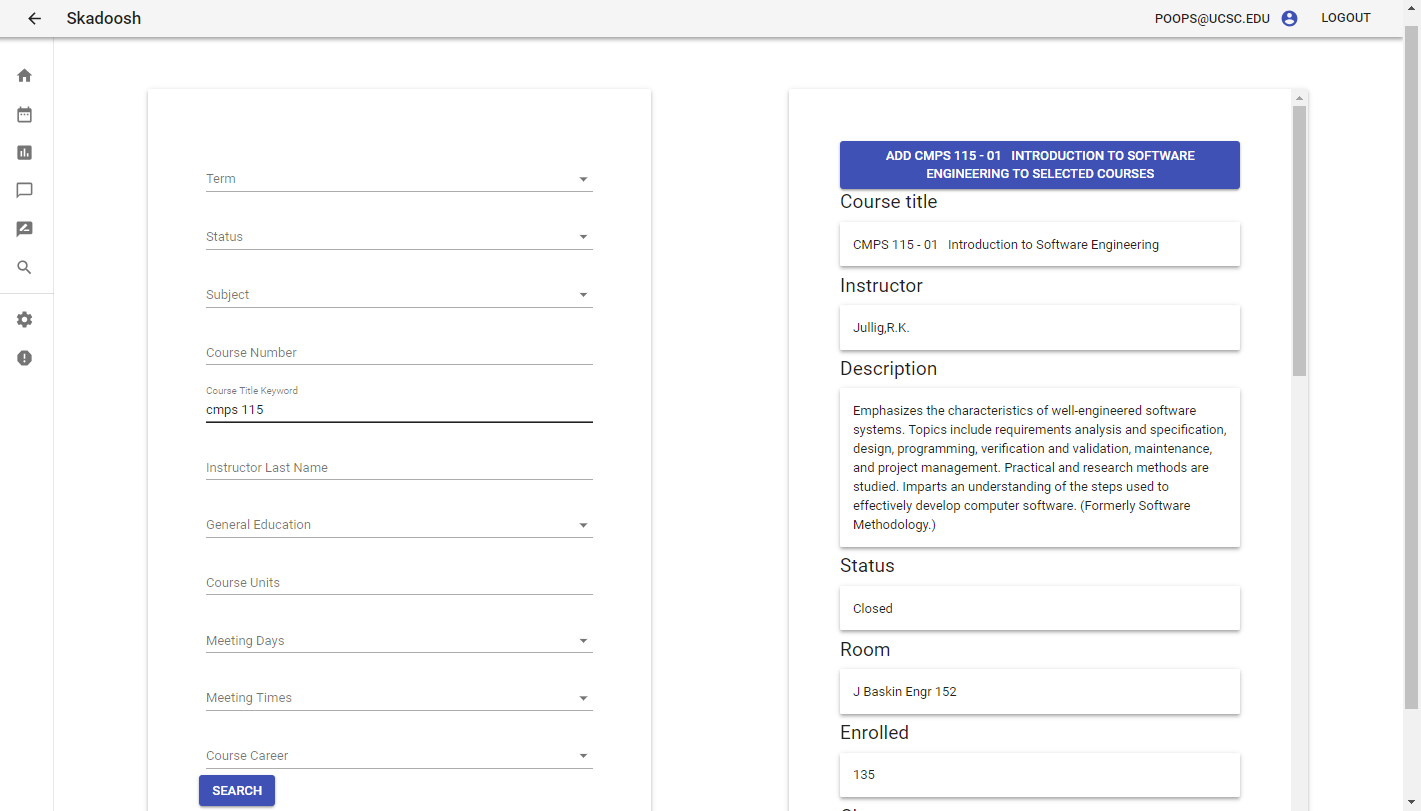 Skadoosh
POOPS@UCSC.EDU
LOGOUT
Term
Status
Subject
Course Number
Course Title Keyword
cmps 115
Instructor Last Name
General Education
Course Units
Meeting Days
Meeting Times
Course Career
SEARCH
ADD CMPS 115 - 01 INTRODUCTION TO SOFTWARE
ENGINEERING TO SELECTED COURSES
Course title
CMPS 115 - 01 Introduction to Software Engineering
Instructor
Jullig,R.K.
Description
Emphasizes the characteristics of well-engineered software
systems. Topics include requirements analysis and specification,
design, programming, verification and validation, maintenance,
and project management. Practical and research methods are
studied. Imparts an understanding of the steps used to
effectively develop computer software. (Formerly Software
Methodology.)
Status
Closed
Room
J Baskin Engr 152
Enrolled
135